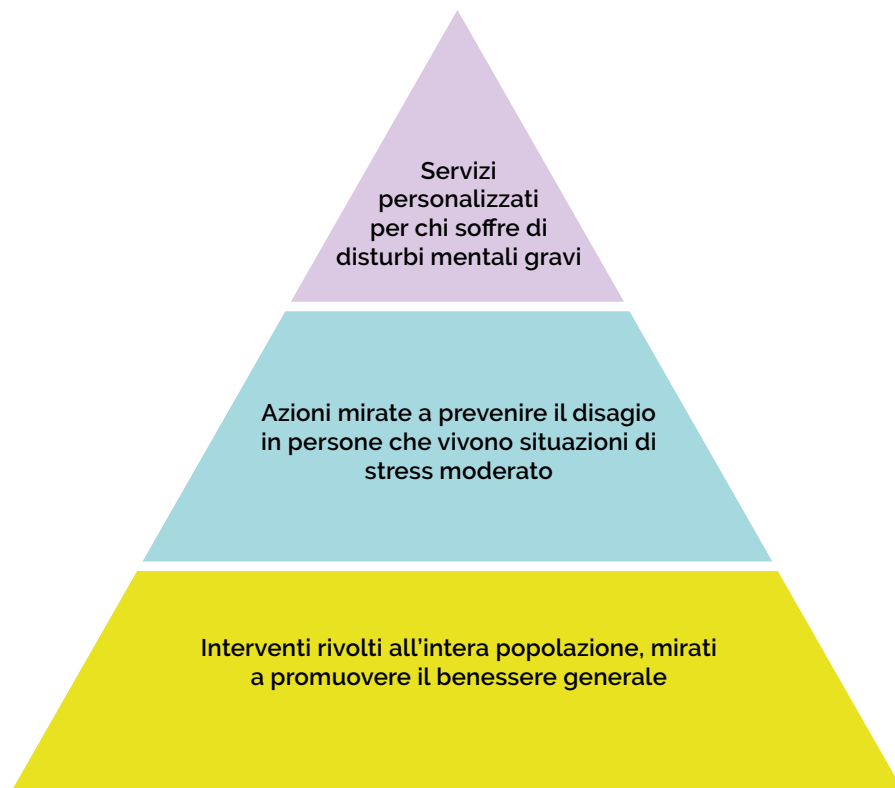 Servizi
personalizzati
per chi soffre di
disturbi mentali gravi
Azioni mirate a prevenire il disagio
in persone che vivono situazioni di
stress moderato
Interventi rivolti all'intera popolazione, mirati
a promuovere il benessere generale